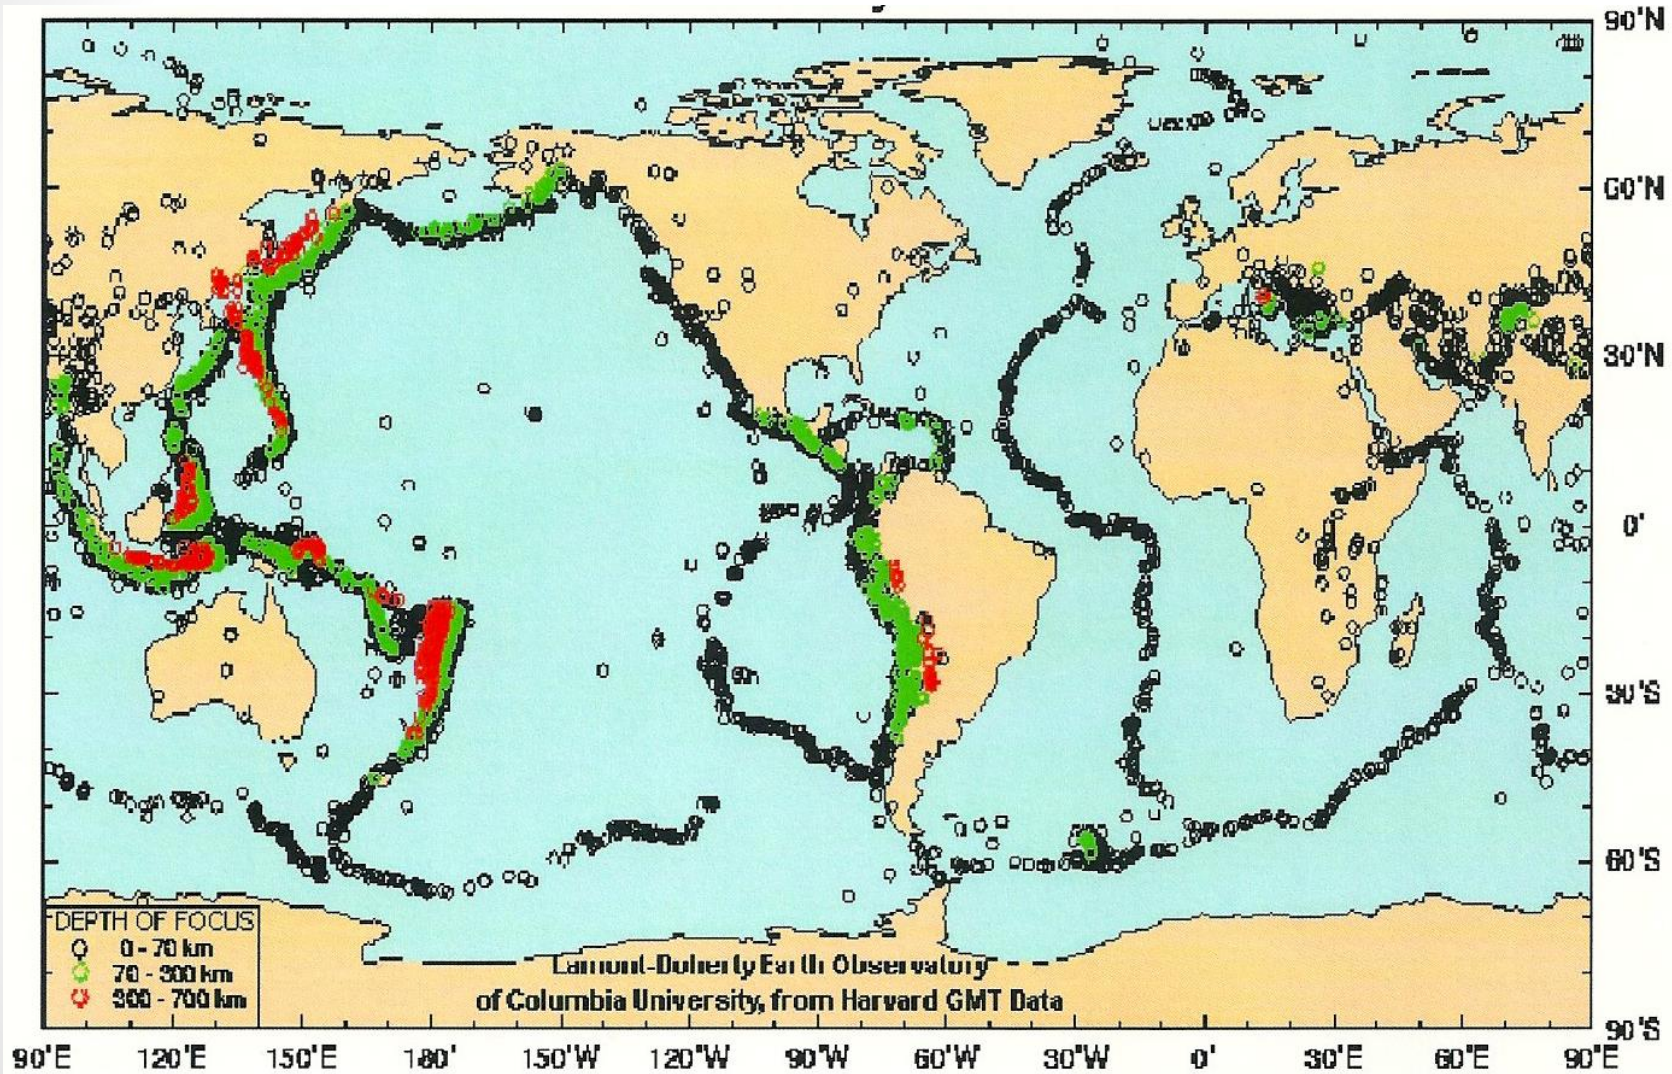 90°N
60°N
30°N
0°
30°S
60°S
90°S
DEPTH OF FOCUS
0 - 70 km
70 - 300 km
300 - 700 km
Lamont-Doherty Earth Observatory
of Columbia University, from Harvard CMT Data
90°E 120°E 150°E 180° 150°W 120°W 90°W 60°W 30°W 0° 30°E 60°E 90°E